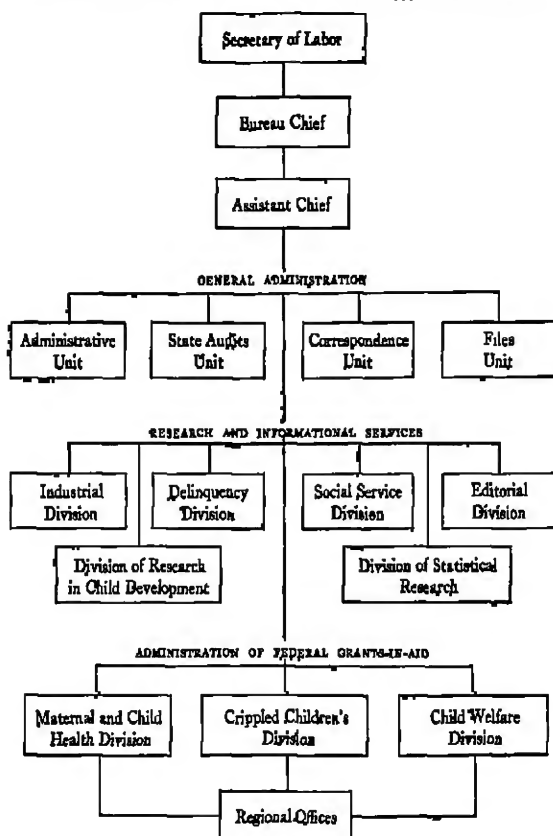 Secretary of Labor
Bureau Chief
Assistant Chief
GENERAL ADMINISTRATION
Administrative
Unit
State Audits
Unit
Correspondence
Unit
Files
Unit
RESEARCH AND INFORMATIONAL SERVICES
Industrial
Division
Delinquency
Division
Social Service
Division
Editorial
Division
Division of Research
in Child Development
Division of Statistical
Research
ADMINISTRATION OF FEDERAL GRANTS-IN-AID
Maternal and Child
Health Division
Crippled Children's
Division
Child Welfare
Division
Regional Offices